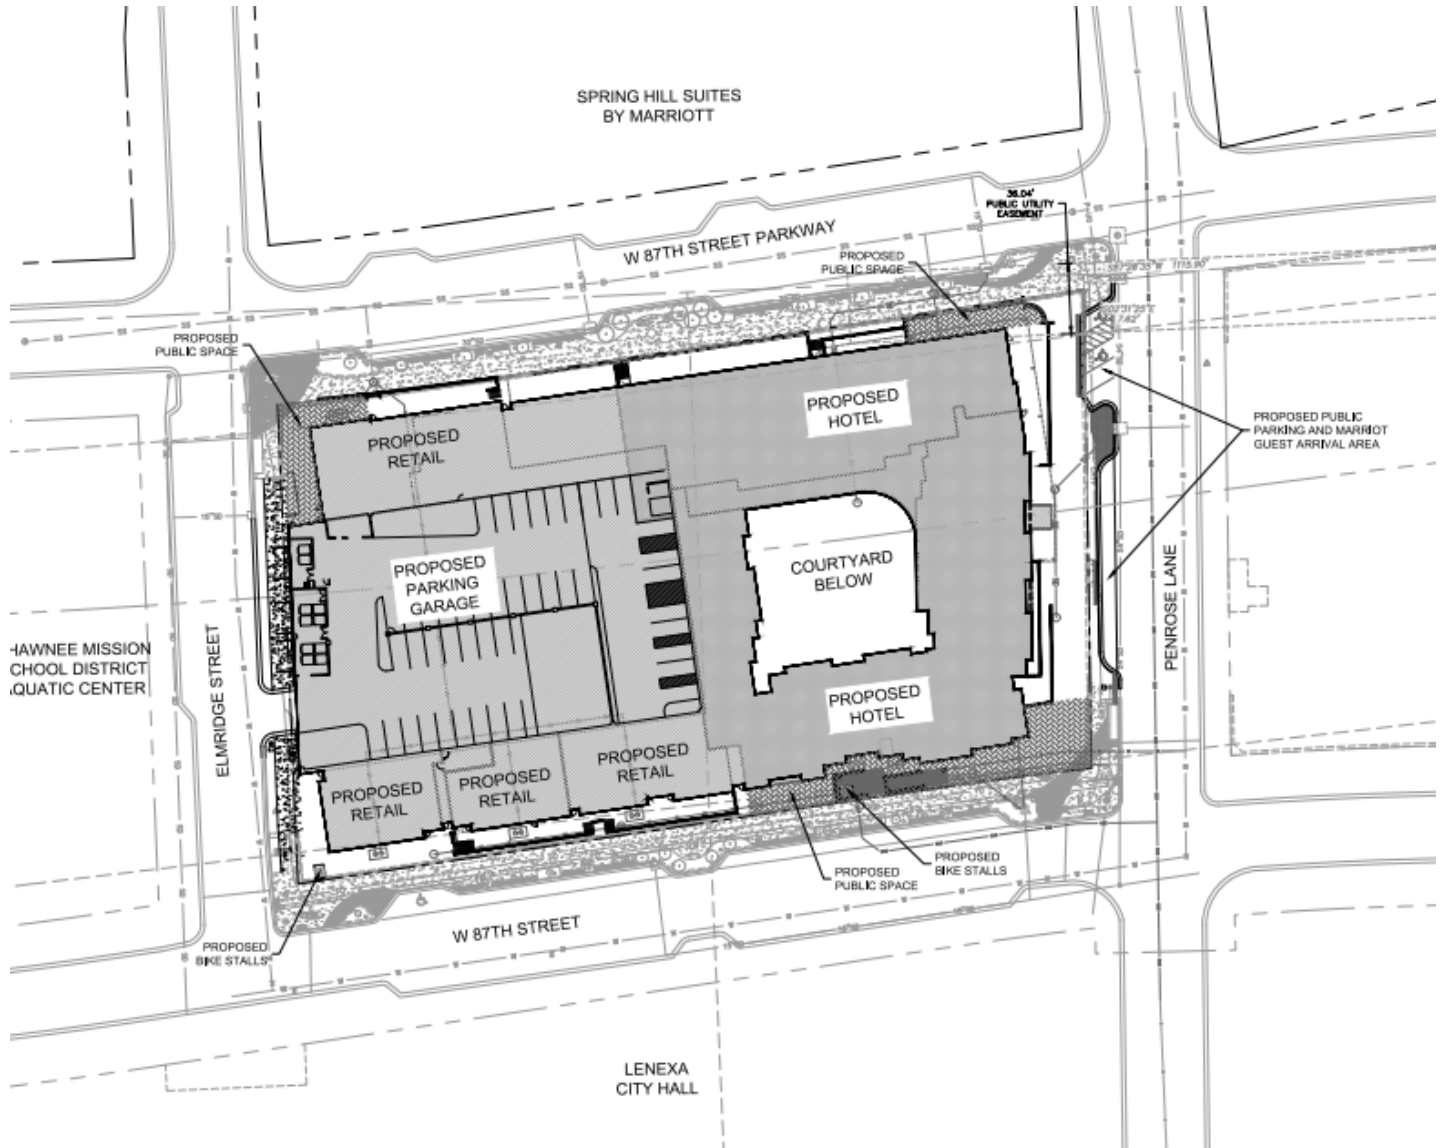 SPRING HILL SUITES
BY MARRIOTT
36.04'
PUBLIC UTILITY
EASEMENT
W 87TH STREET PARKWAY
PROPOSED
PUBLIC SPACE
1115.90'
PROPOSED
PUBLIC SPACE
PROPOSED
HOTEL
PROPOSED
RETAIL
PROPOSED PUBLIC
PARKING AND MARRIOT
GUEST ARRIVAL AREA
PROPOSED
PARKING
GARAGE
COURTYARD
BELOW
PENROSE LANE
HAWNEE MISSION
CHOOL DISTRICT
AQUATIC CENTER
ELMRIDGE STREET
PROPOSED
HOTEL
PROPOSED
RETAIL
PROPOSED
RETAIL
PROPOSED
RETAIL
PROPOSED
BIKE STALLS
PROPOSED
PUBLIC SPACE
W 87TH STREET
PROPOSED
BIKE STALLS
LENEXA
CITY HALL